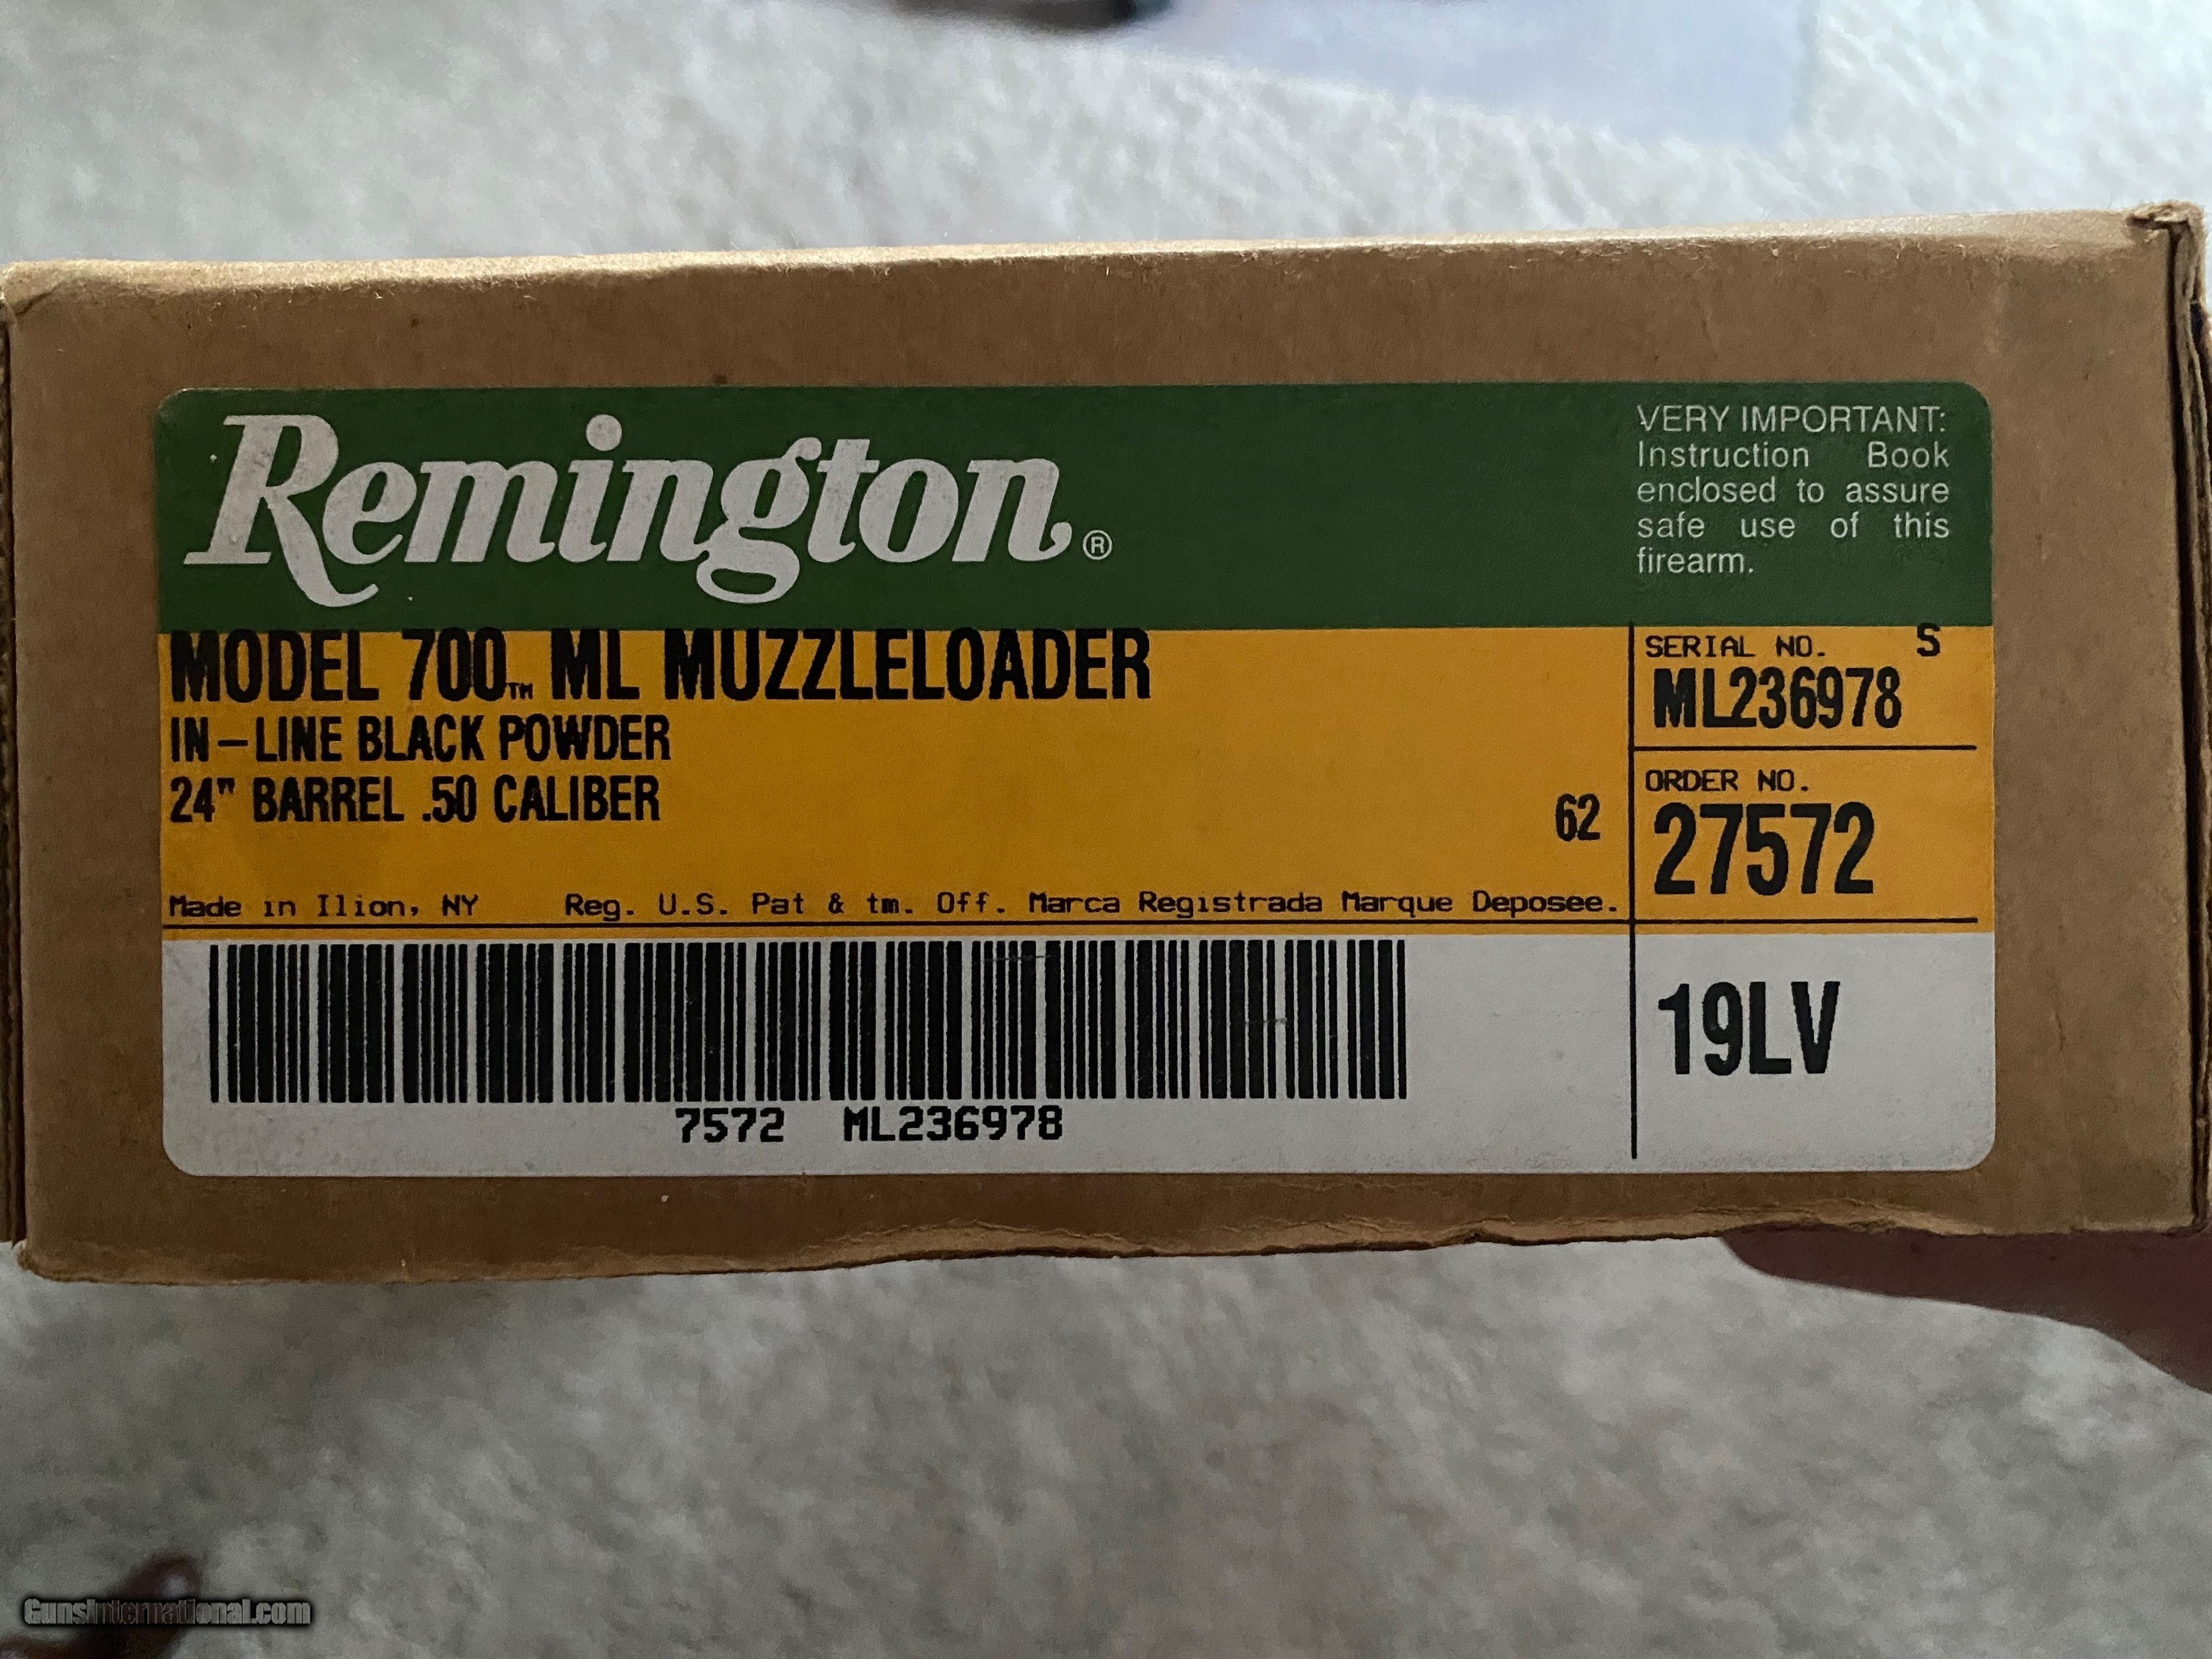 Remington®
VERY IMPORTANT:
Instruction Book
enclosed to assure
safe use of this
firearm.
MODEL 700™ ML MUZZLELOADER
IN-LINE BLACK POWDER
24" BARREL .50 CALIBER
62
Made in Ilion, NY Reg. U.S. Pat & tm. Off. Marca Registrada Marque Deposee.
SERIAL NO. S
ML236978
ORDER NO.
27572
19LV
7572 ML236978
GunsInternational.com